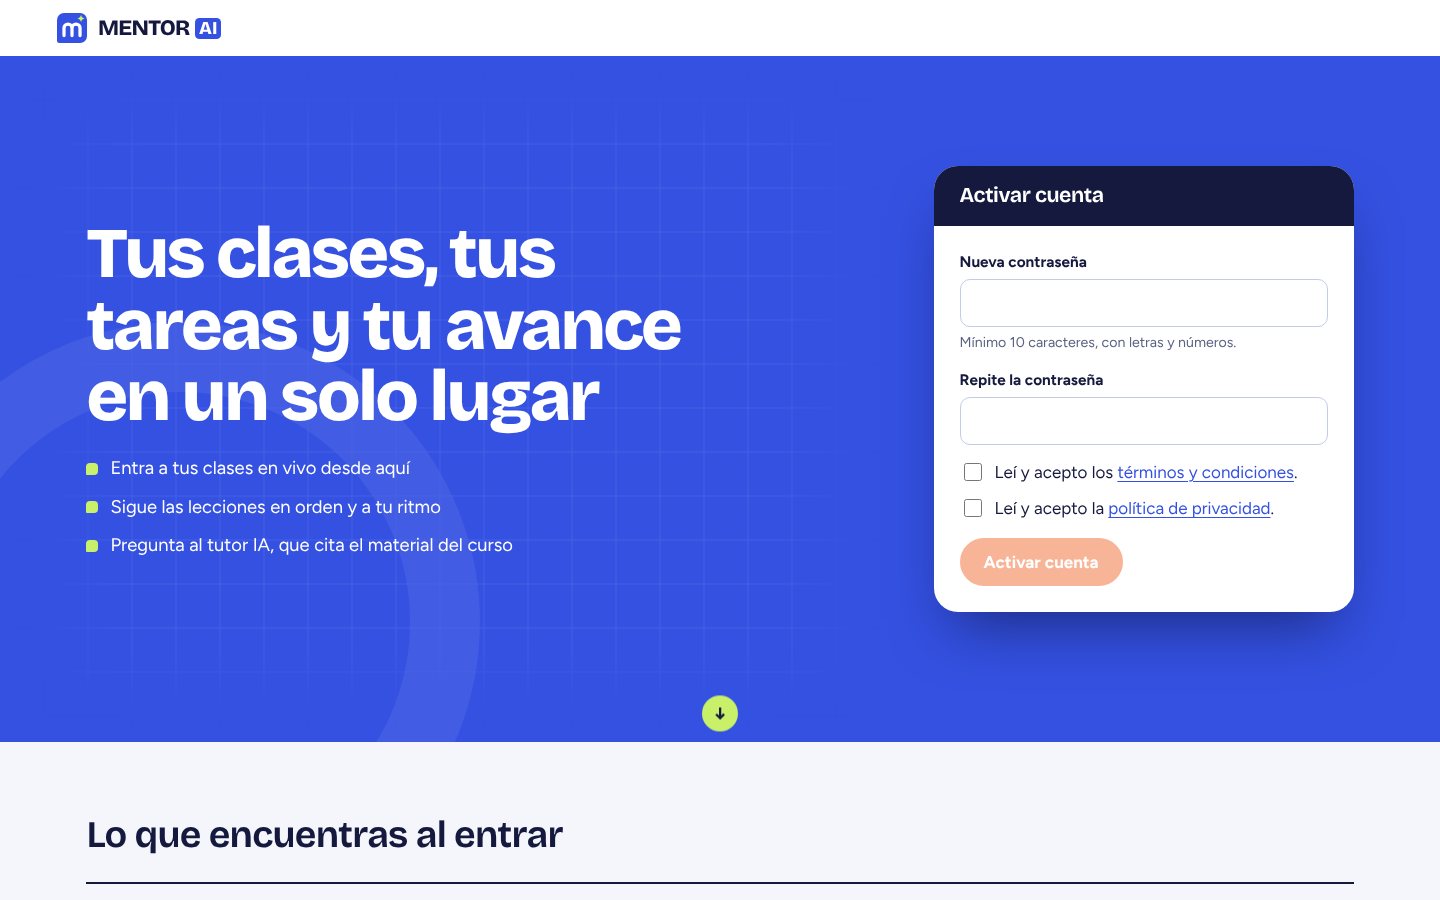 m MENTOR AI
Tus clases, tus
tareas y tu avance
en un solo lugar
Entra a tus clases en vivo desde aquí
Sigue las lecciones en orden y a tu ritmo
Pregunta al tutor IA, que cita el material del curso
Activar cuenta
Nueva contraseña
Mínimo 10 caracteres, con letras y números.
Repite la contraseña
Leí y acepto los términos y condiciones.
Leí y acepto la política de privacidad.
Activar cuenta
Lo que encuentras al entrar